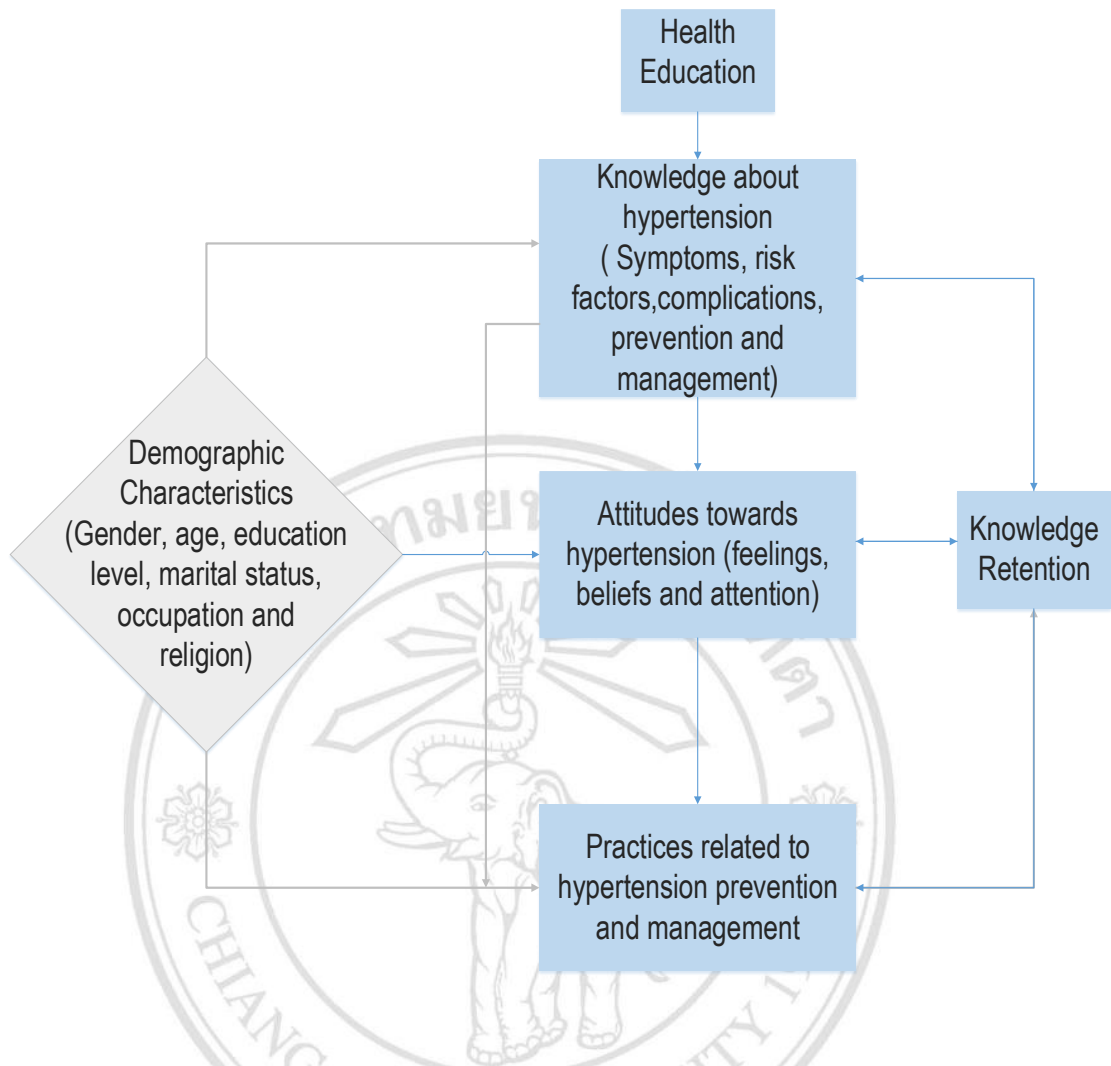 Health
Education
Knowledge about
hypertension
( Symptoms, risk
factors,complications,
prevention and
management)
Demographic
Characteristics
(Gender, age, education
level, marital status,
occupation and
religion)
Attitudes towards
hypertension (feelings,
beliefs and attention)
Knowledge
Retention
Practices related to
hypertension prevention
and management
CHIANG